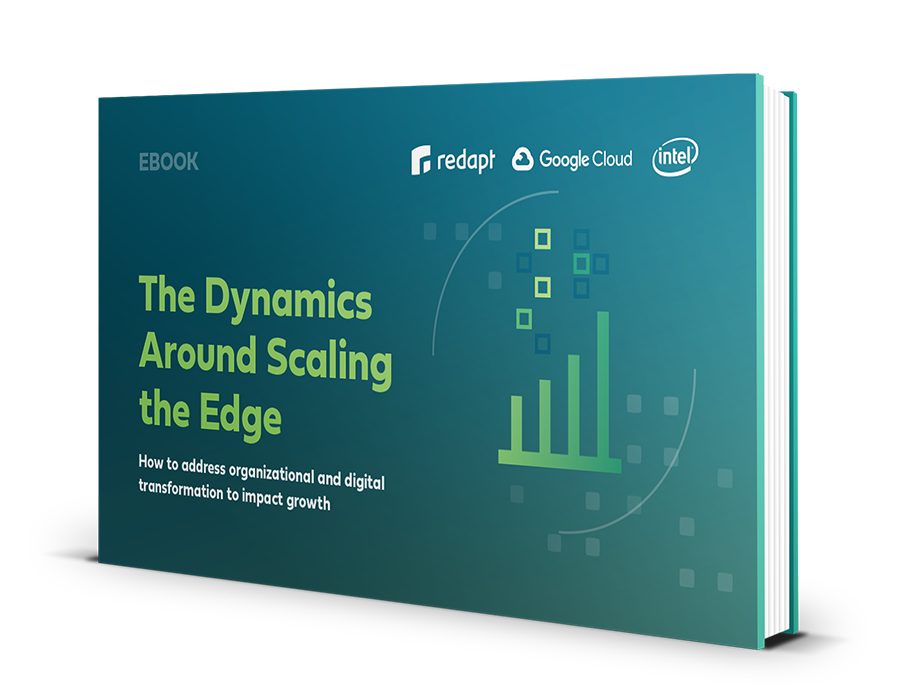 EBOOK
redapt Google Cloud intel
The Dynamics
Around Scaling
the Edge
How to address organizational and digital
transformation to impact growth